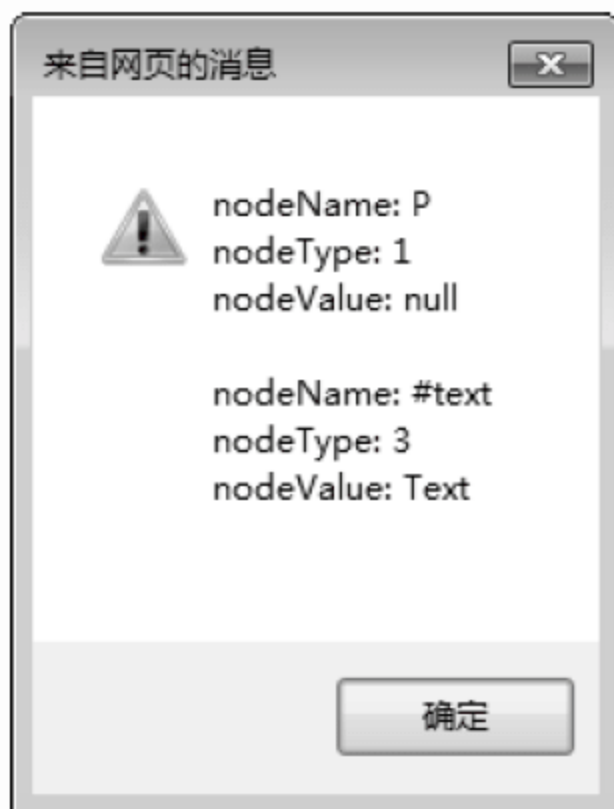 来自网页的消息
nodeName: P
nodeType: 1
nodeValue: null
nodeName: #text
nodeType: 3
nodeValue: Text
确定